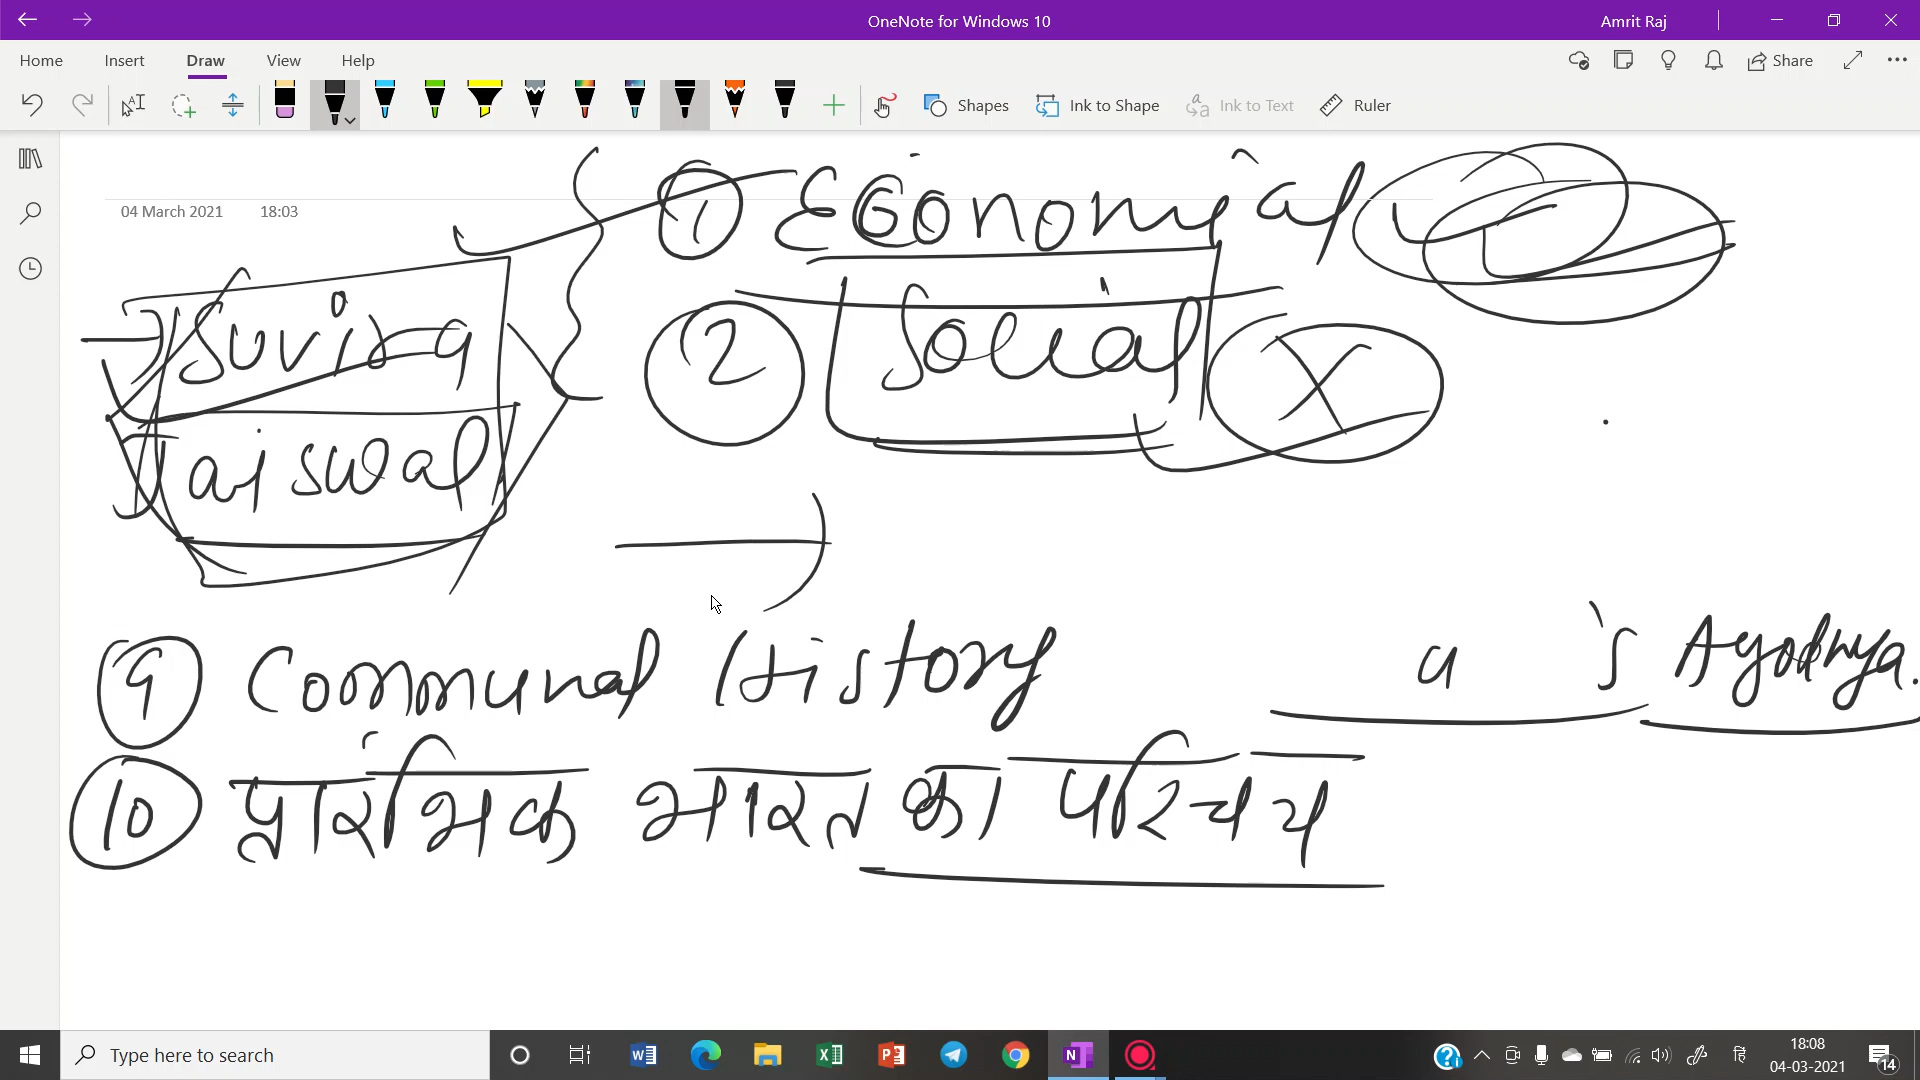 OneNote for Windows 10
Amrit Raj
Home Insert Draw View Help
Share
Shapes Ink to Shape Ink to Text Ruler
04 March 2021 18:03
① Economical
② Social
Suvira
Jaiswal
⑨ Communal History
a 's Ayodhya.
⑩ प्रारंभिक भारत का परिचय
Type here to search
हि
18:08
04-03-2021
14